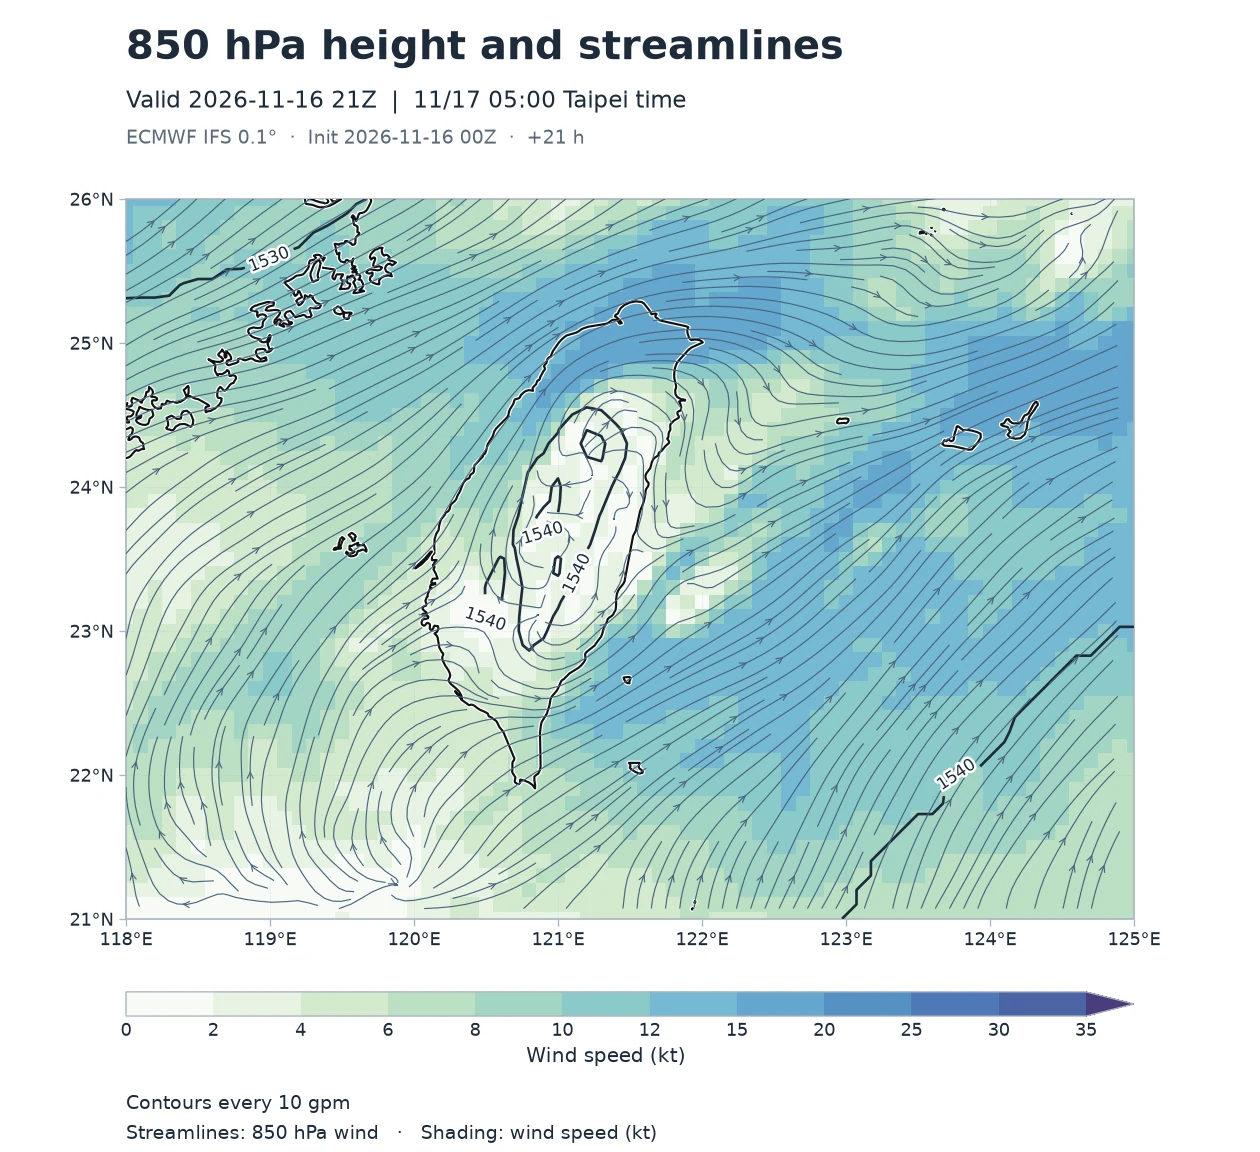 850 hPa height and streamlines
Valid 2026-11-16 21Z | 11/17 05:00 Taipei time
ECMWF IFS 0.1° · Init 2026-11-16 00Z · +21 h
26°N
1530
25°N
24°N
1540
1540
1540
23°N
22°N
1540
21°N
118°E 119°E 120°E 121°E 122°E 123°E 124°E 125°E
0 2 4 6 8 10 12 15 20 25 30 35
Wind speed (kt)
Contours every 10 gpm
Streamlines: 850 hPa wind · Shading: wind speed (kt)